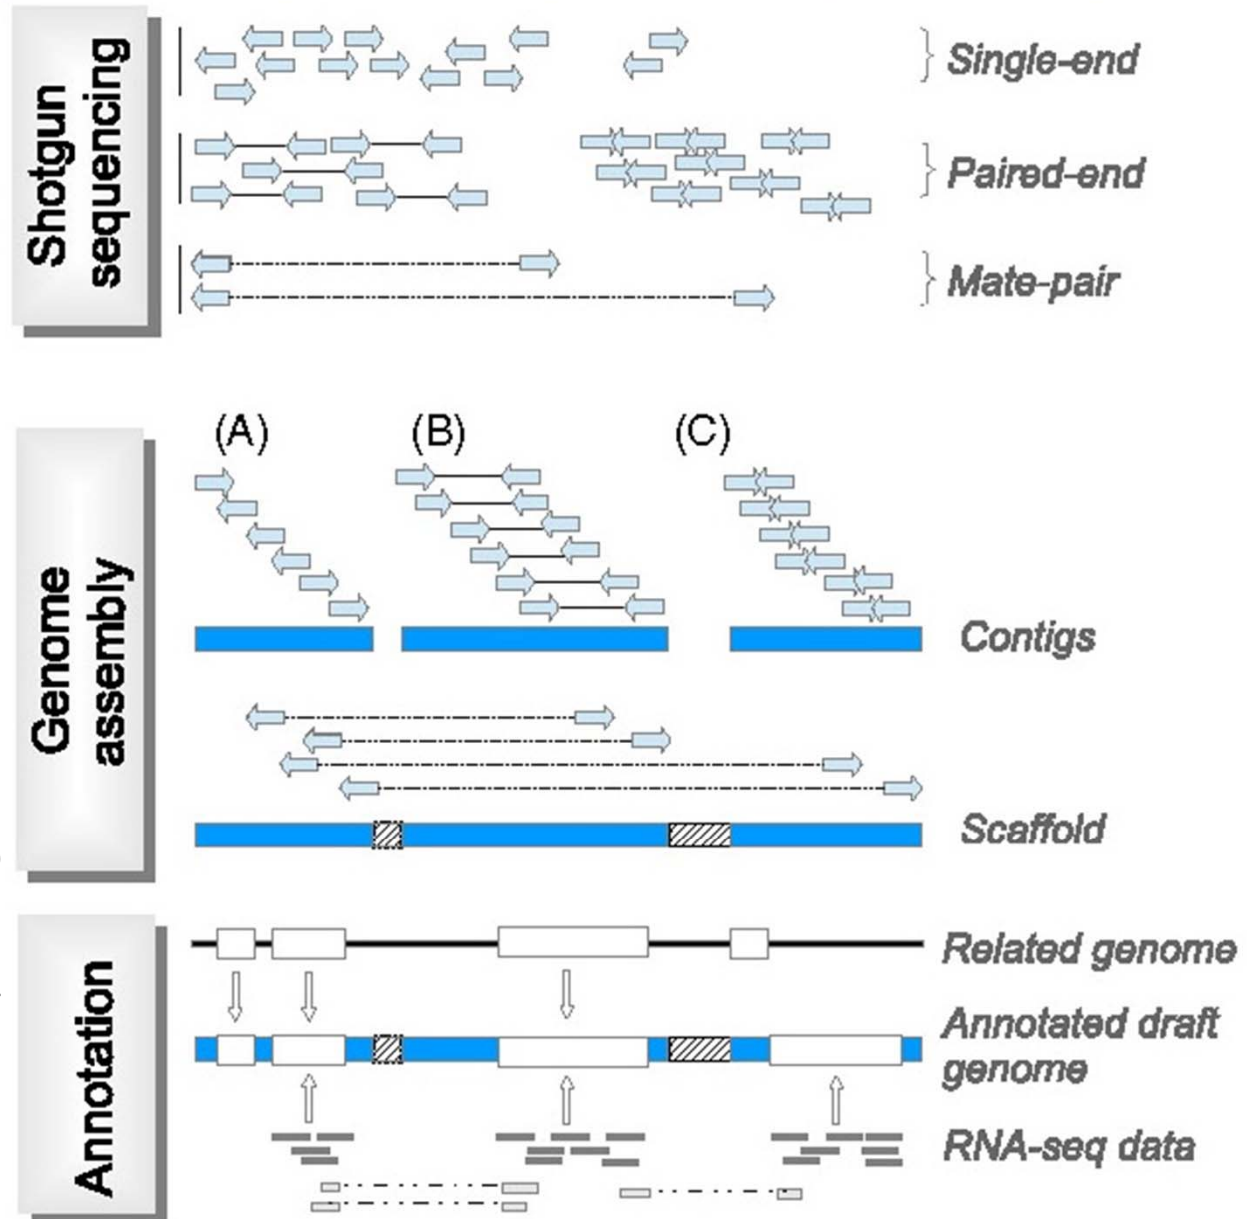 Shotgun
sequencing
Single-end
Paired-end
Mate-pair
Genome
assembly
(A) (B) (C)
Contigs
Scaffold
Annotation
Related genome
Annotated draft
genome
RNA-seq data